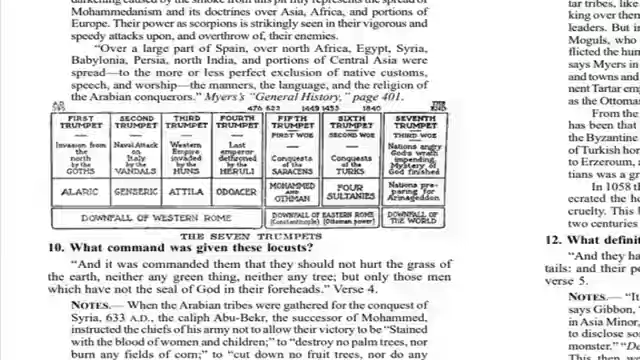 darkening caused by the smoke from this pit fitly represents the spread of
Mohammedanism and its doctrines over Asia, Africa, and portions of
Europe. Their power as scorpions is strikingly seen in their vigorous and
speedy attacks upon, and overthrow of, their enemies.
"Over a large part of Spain, over north Africa, Egypt, Syria,
Babylonia, Persia, north India, and portions of Central Asia were
spread—to the more or less perfect exclusion of native customs,
speech, and worship—the manners, the language, and the religion of
the Arabian conquerors." Myers's "General History," page 401.
A.D. 395 476 622 1449 1453 1840 THE END
FIRST TRUMPET
Invasion from the north by the GOTHS
ALARIC
SECOND TRUMPET
Naval Attack on Italy by the VANDALS
GENSERIC
THIRD TRUMPET
Western Empire invaded by the HUNS
ATTILA
FOURTH TRUMPET
Last emperor dethroned by the HERULI
ODOACER
FIFTH TRUMPET
FIRST WOE
Conquests of the SARACENS
MOHAMMED AND OTHMAN
SIXTH TRUMPET
SECOND WOE
Conquests of the TURKS
FOUR SULTANIES
SEVENTH TRUMPET
THIRD WOE
Nations angry
Gods wrath impending
Mystery of God finished
Nations preparing for Armageddon
DOWNFALL OF WESTERN ROME
DOWNFALL OF EASTERN ROME
(Constantinople) (Ottoman power)
DOWNFALL OF THE WORLD
THE SEVEN TRUMPETS
10. What command was given these locusts?
"And it was commanded them that they should not hurt the grass of
the earth, neither any green thing, neither any tree; but only those men
which have not the seal of God in their foreheads." Verse 4.
NOTES.— When the Arabian tribes were gathered for the conquest of
Syria, 633 A.D., the caliph Abu-Bekr, the successor of Mohammed,
instructed the chiefs of his army not to allow their victory to be "Stained
with the blood of women and children;" to "destroy no palm trees, nor
burn any fields of corn;" to "cut down no fruit trees, nor do any
tar tribes, like
king over them
leaders. But in
Moguls, who
flicted the hum
says Myers in
and towns and
nent Tartar emp
as the Ottoman
From the
has been that
the Byzantine
of Turkish hor
to Erzeroum,
tians was a gr
In 1058 th
ecrated the h
cruelty. This
two centuries
12. What definit
"And they ha
tails: and their po
verse 5.
NOTES.— "It
says Gibbon, "
in Asia Minor,
to disclose som
monster." "De
This, then